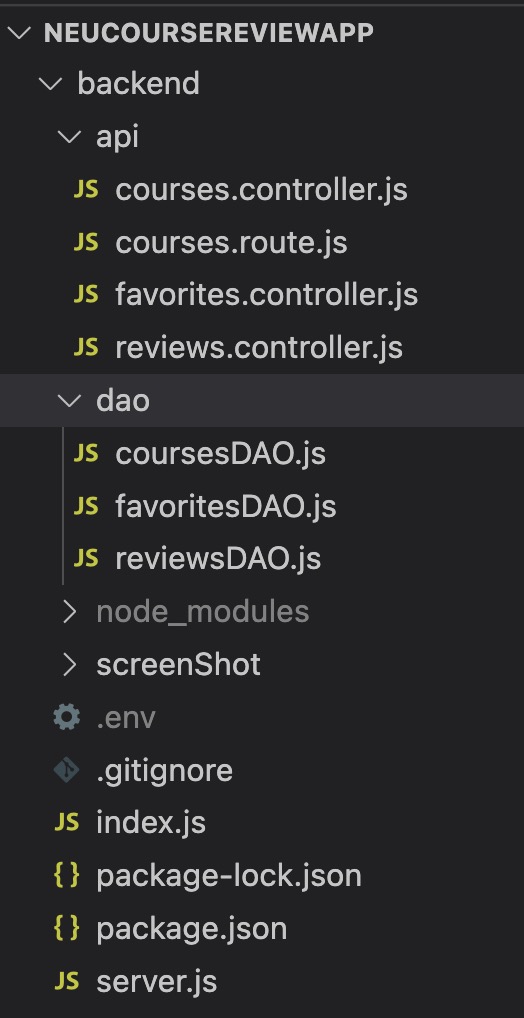 NEUCOURSEREVIEWAPP
backend
api
JS courses.controller.js
JS courses.route.js
JS favorites.controller.js
JS reviews.controller.js
dao
JS coursesDAO.js
JS favoritesDAO.js
JS reviewsDAO.js
node_modules
screenShot
.env
.gitignore
JS index.js
{} package-lock.json
{} package.json
JS server.js